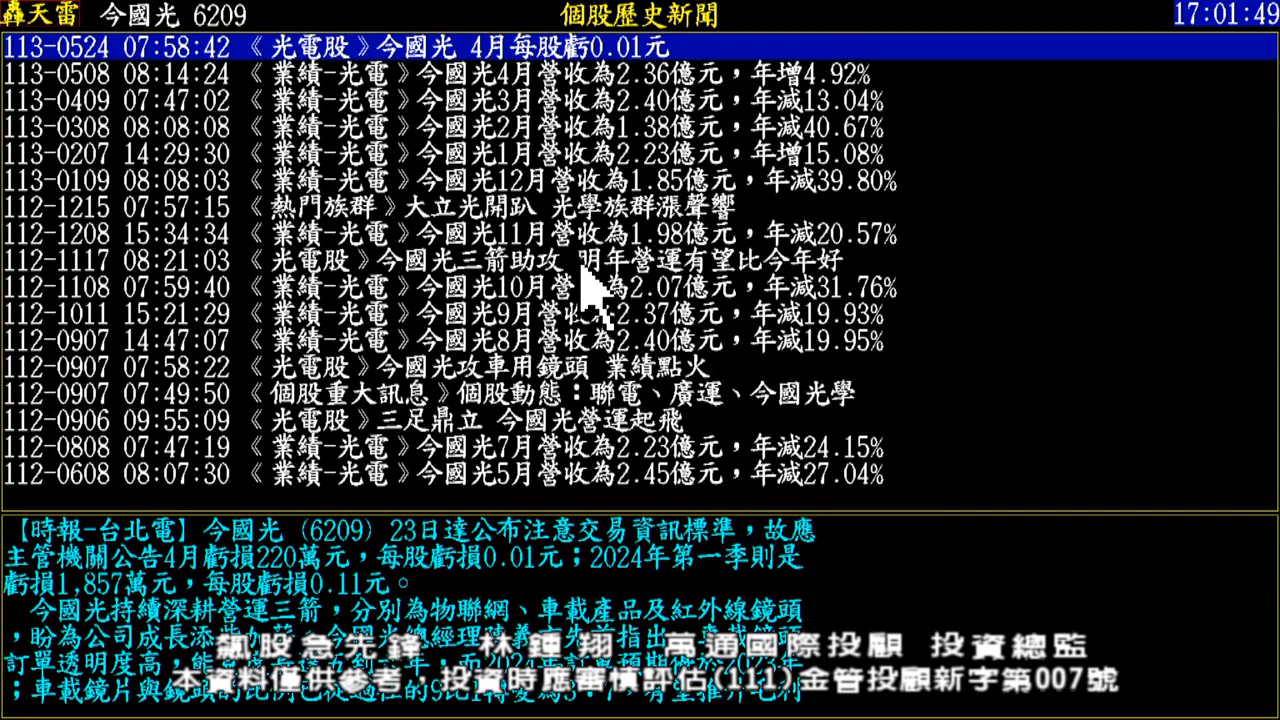 轟天雷 今國光 6209 個股歷史新聞 17:01:49
113-0524 07:58:42 《光電股》今國光 4月每股虧0.01元
113-0508 08:14:24 《業績-光電》今國光4月營收為2.36億元，年增4.92%
113-0409 07:47:02 《業績-光電》今國光3月營收為2.40億元，年減13.04%
113-0308 08:08:08 《業績-光電》今國光2月營收為1.38億元，年減40.67%
113-0207 14:29:30 《業績-光電》今國光1月營收為2.23億元，年增15.08%
113-0109 08:08:03 《業績-光電》今國光12月營收為1.85億元，年減39.80%
112-1215 07:57:15 《熱門族群》大立光開趴 光學族群漲聲響
112-1208 15:34:34 《業績-光電》今國光11月營收為1.98億元，年減20.57%
112-1117 08:21:03 《光電股》今國光三箭助攻 明年營運有望比今年好
112-1108 07:59:40 《業績-光電》今國光10月營 為2.07億元，年減31.76%
112-1011 15:21:29 《業績-光電》今國光9月營收 2.37億元，年減19.93%
112-0907 14:47:07 《業績-光電》今國光8月營收為2.40億元，年減19.95%
112-0907 07:58:22 《光電股》今國光攻車用鏡頭 業績點火
112-0907 07:49:50 《個股重大訊息》個股動態：聯電、廣運、今國光學
112-0906 09:55:09 《光電股》三足鼎立 今國光營運起飛
112-0808 07:47:19 《業績-光電》今國光7月營收為2.23億元，年減24.15%
112-0608 08:07:30 《業績-光電》今國光5月營收為2.45億元，年減27.04%
【時報-台北電】今國光（6209）23日達公布注意交易資訊標準，故應
主管機關公告4月虧損220萬元，每股虧損0.01元；2024年第一季則是
虧損1,857萬元，每股虧損0.11元。
今國光持續深耕營運三箭，分別為物聯網、車載產品及紅外線鏡頭
，盼為公司成長添
訂單透明度高，能
；車載鏡片與鏡頭
飆股急先鋒 林鍾翔 萬通國際投顧 投資總監
本資料僅供參考，投資時應審慎評估(111)金管投顧新字第007號